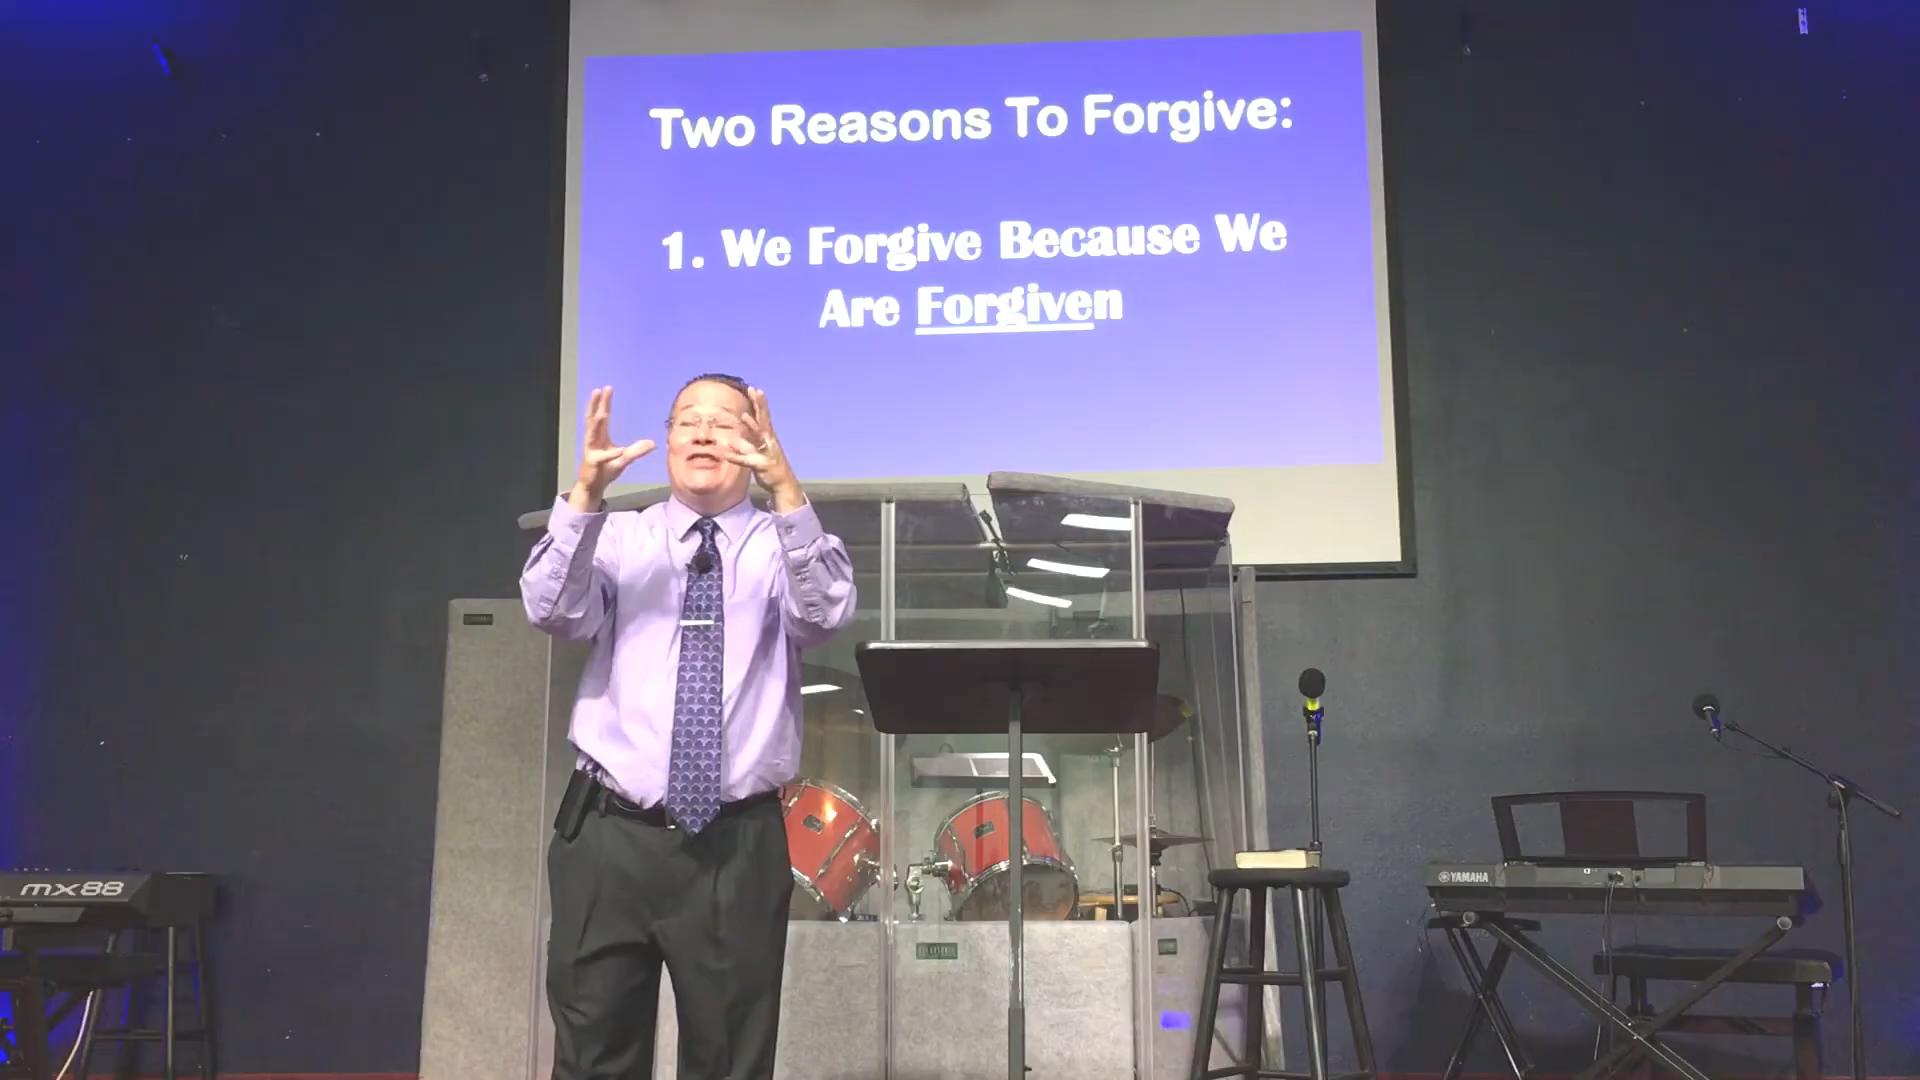 Two Reasons To Forgive:
1. We Forgive Because We
Are Forgiven
mx88
YAMAHA